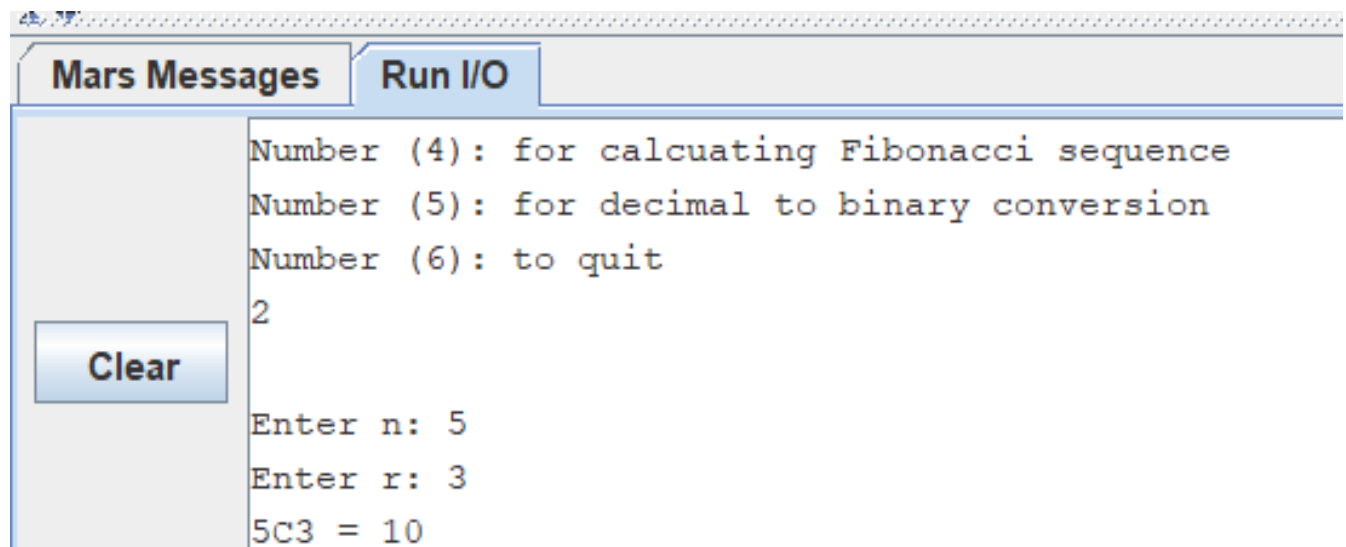 Mars Messages Run I/O
Number (4): for calcuating Fibonacci sequence
Number (5): for decimal to binary conversion
Number (6): to quit
2
Clear
Enter n: 5
Enter r: 3
5C3 = 10